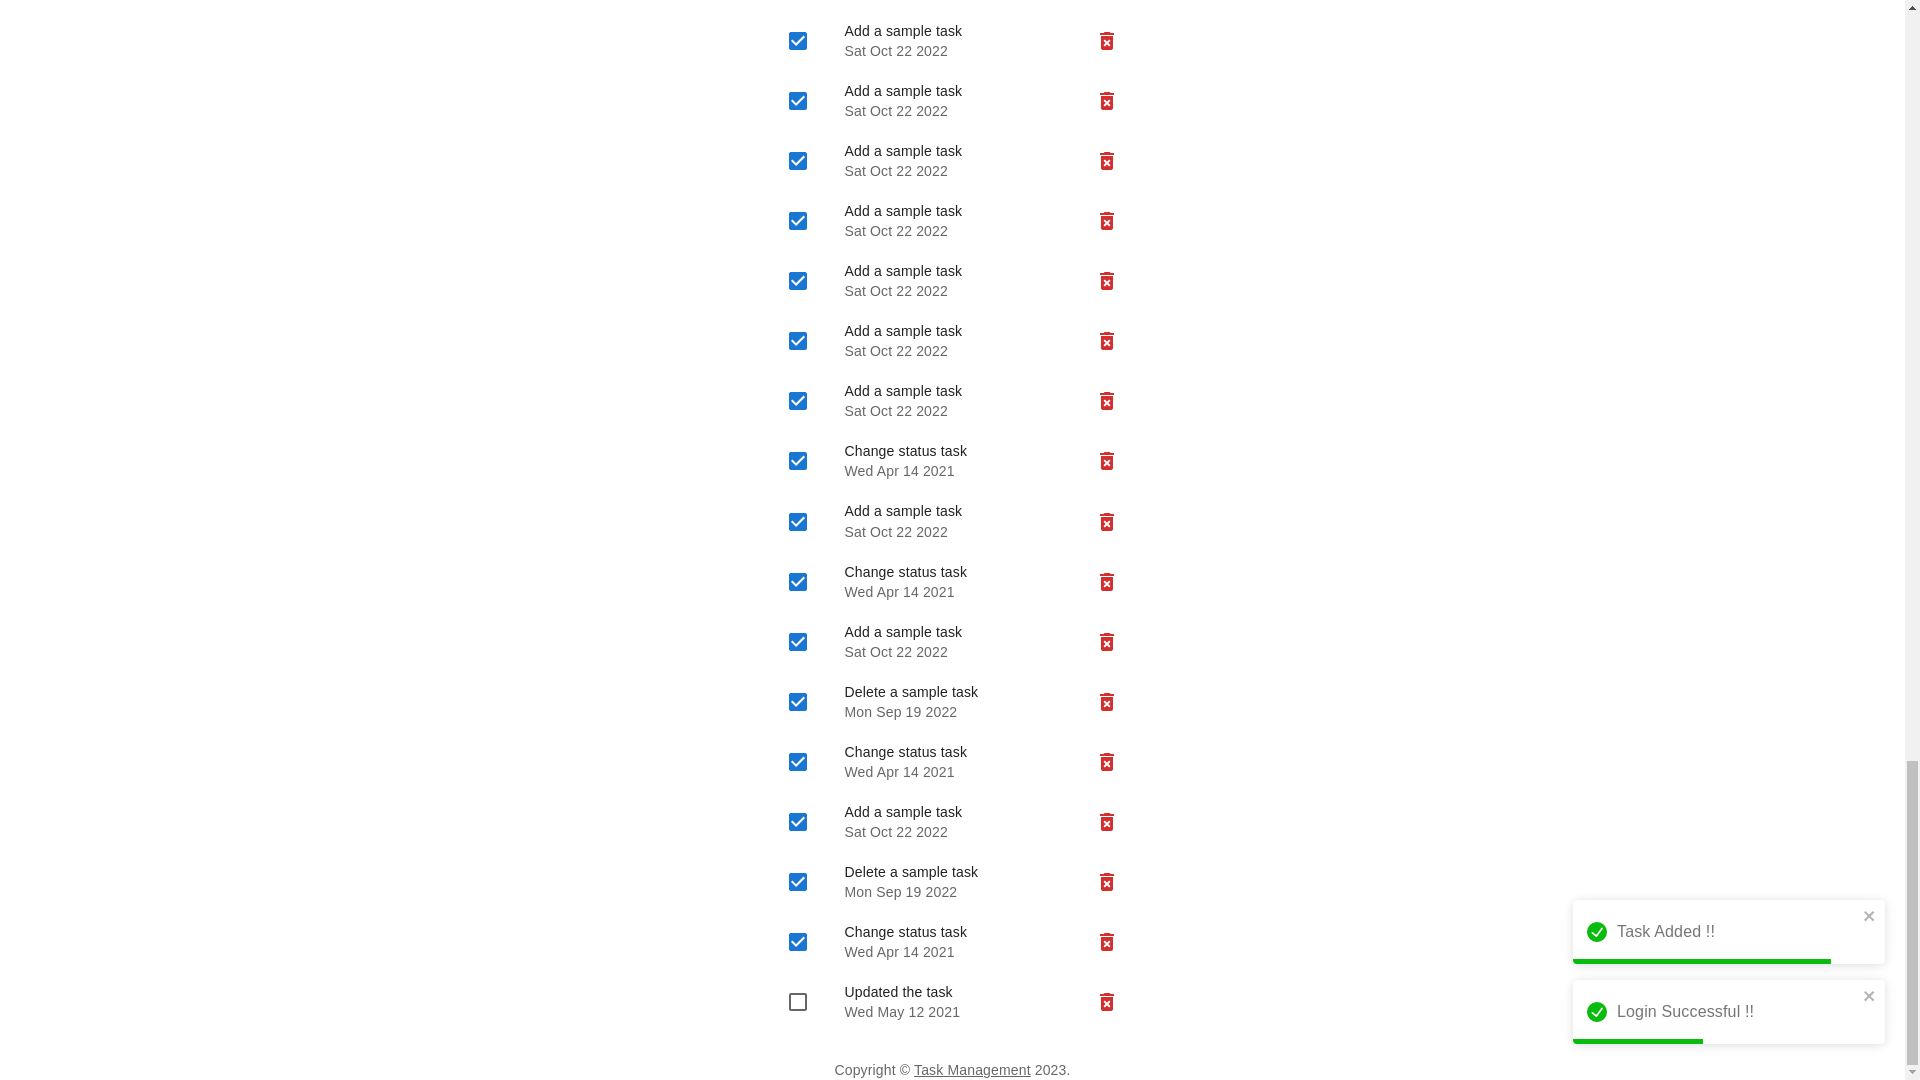 Add a sample task
Sat Oct 22 2022
Add a sample task
Sat Oct 22 2022
Add a sample task
Sat Oct 22 2022
Add a sample task
Sat Oct 22 2022
Add a sample task
Sat Oct 22 2022
Add a sample task
Sat Oct 22 2022
Add a sample task
Sat Oct 22 2022
Change status task
Wed Apr 14 2021
Add a sample task
Sat Oct 22 2022
Change status task
Wed Apr 14 2021
Add a sample task
Sat Oct 22 2022
Delete a sample task
Mon Sep 19 2022
Change status task
Wed Apr 14 2021
Add a sample task
Sat Oct 22 2022
Delete a sample task
Mon Sep 19 2022
Change status task
Wed Apr 14 2021
Updated the task
Wed May 12 2021
Task Added !!
Login Successful !!
Copyright © Task Management 2023.